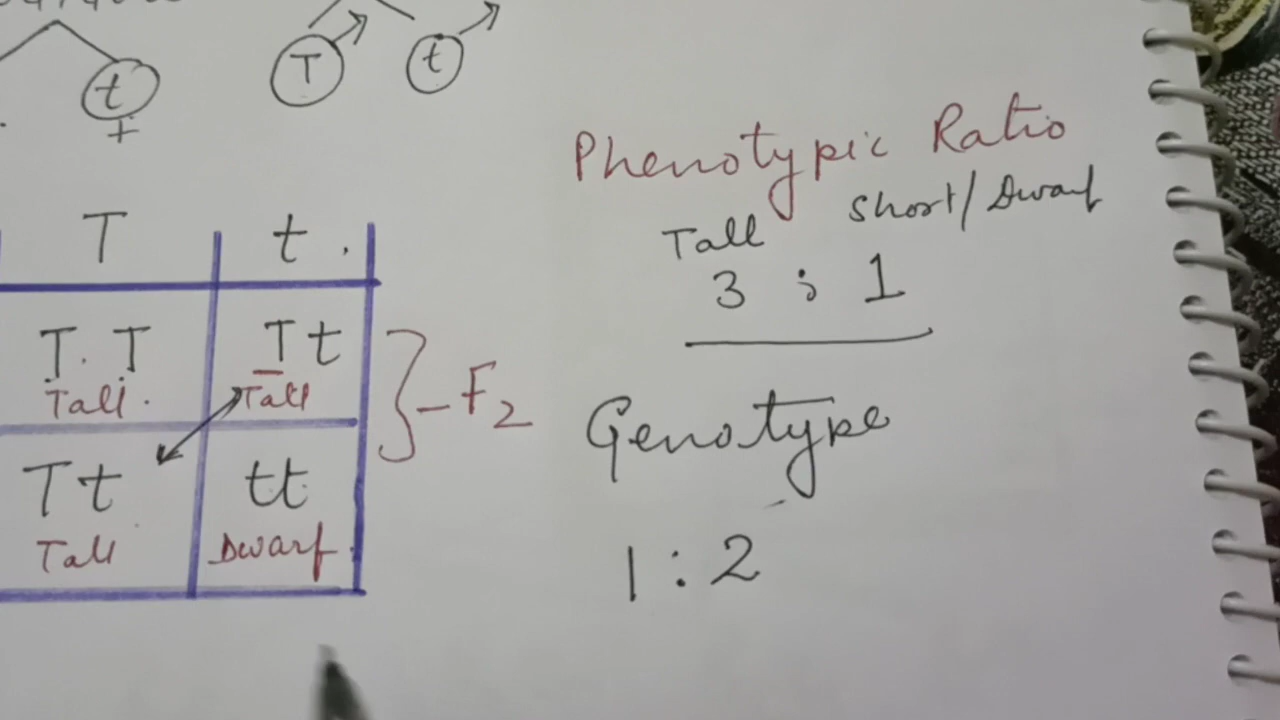 t T t
Phenotypic Ratio
Tall Short/Dwarf
3 : 1
T t .
T. T Tt
Tall. Tall
} - F2
Genotype
Tt tt
Tall Dwarf.
1 : 2